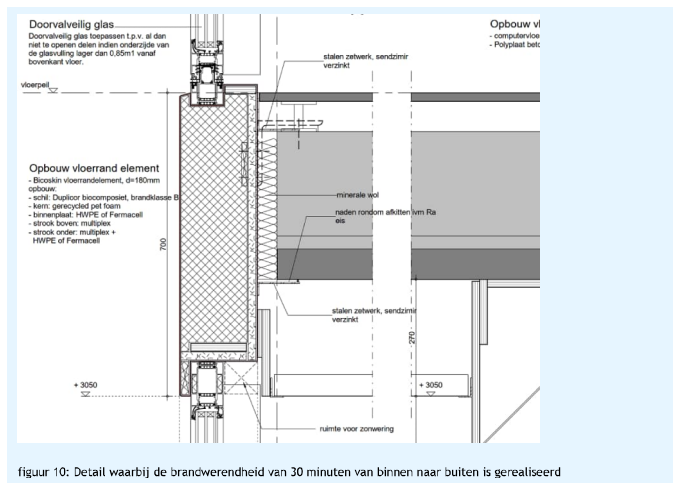 Doorvalveilig glas
Doorvalveilig glas toepassen t.p.v. al dan
niet te openen delen indien onderzijde van
de glasvulling lager dan 0,85m1 vanaf
bovenkant vloer.
Opbouw vl
- computervloe
- Polyplaat beto
stalen zetwerk, sendzimir
verzinkt
vloerpeil
Opbouw vloerrand element
- Bicoskin vloerrandelement, d=180mm
opbouw:
- schil: Duplicor biocomposiet, brandklasse B
- kern: gerecycled pet foam
- binnenplaat: HWPE of Fermacell
- strook boven: multiplex
- strook onder: multiplex +
HWPE of Fermacell
700
minerale wol
naden rondom afkitten ivm Ra
eis
stalen zetwerk, sendzimir
verzinkt
270
+ 3050
+ 3050
ruimte voor zonwering
figuur 10: Detail waarbij de brandwerendheid van 30 minuten van binnen naar buiten is gerealiseerd